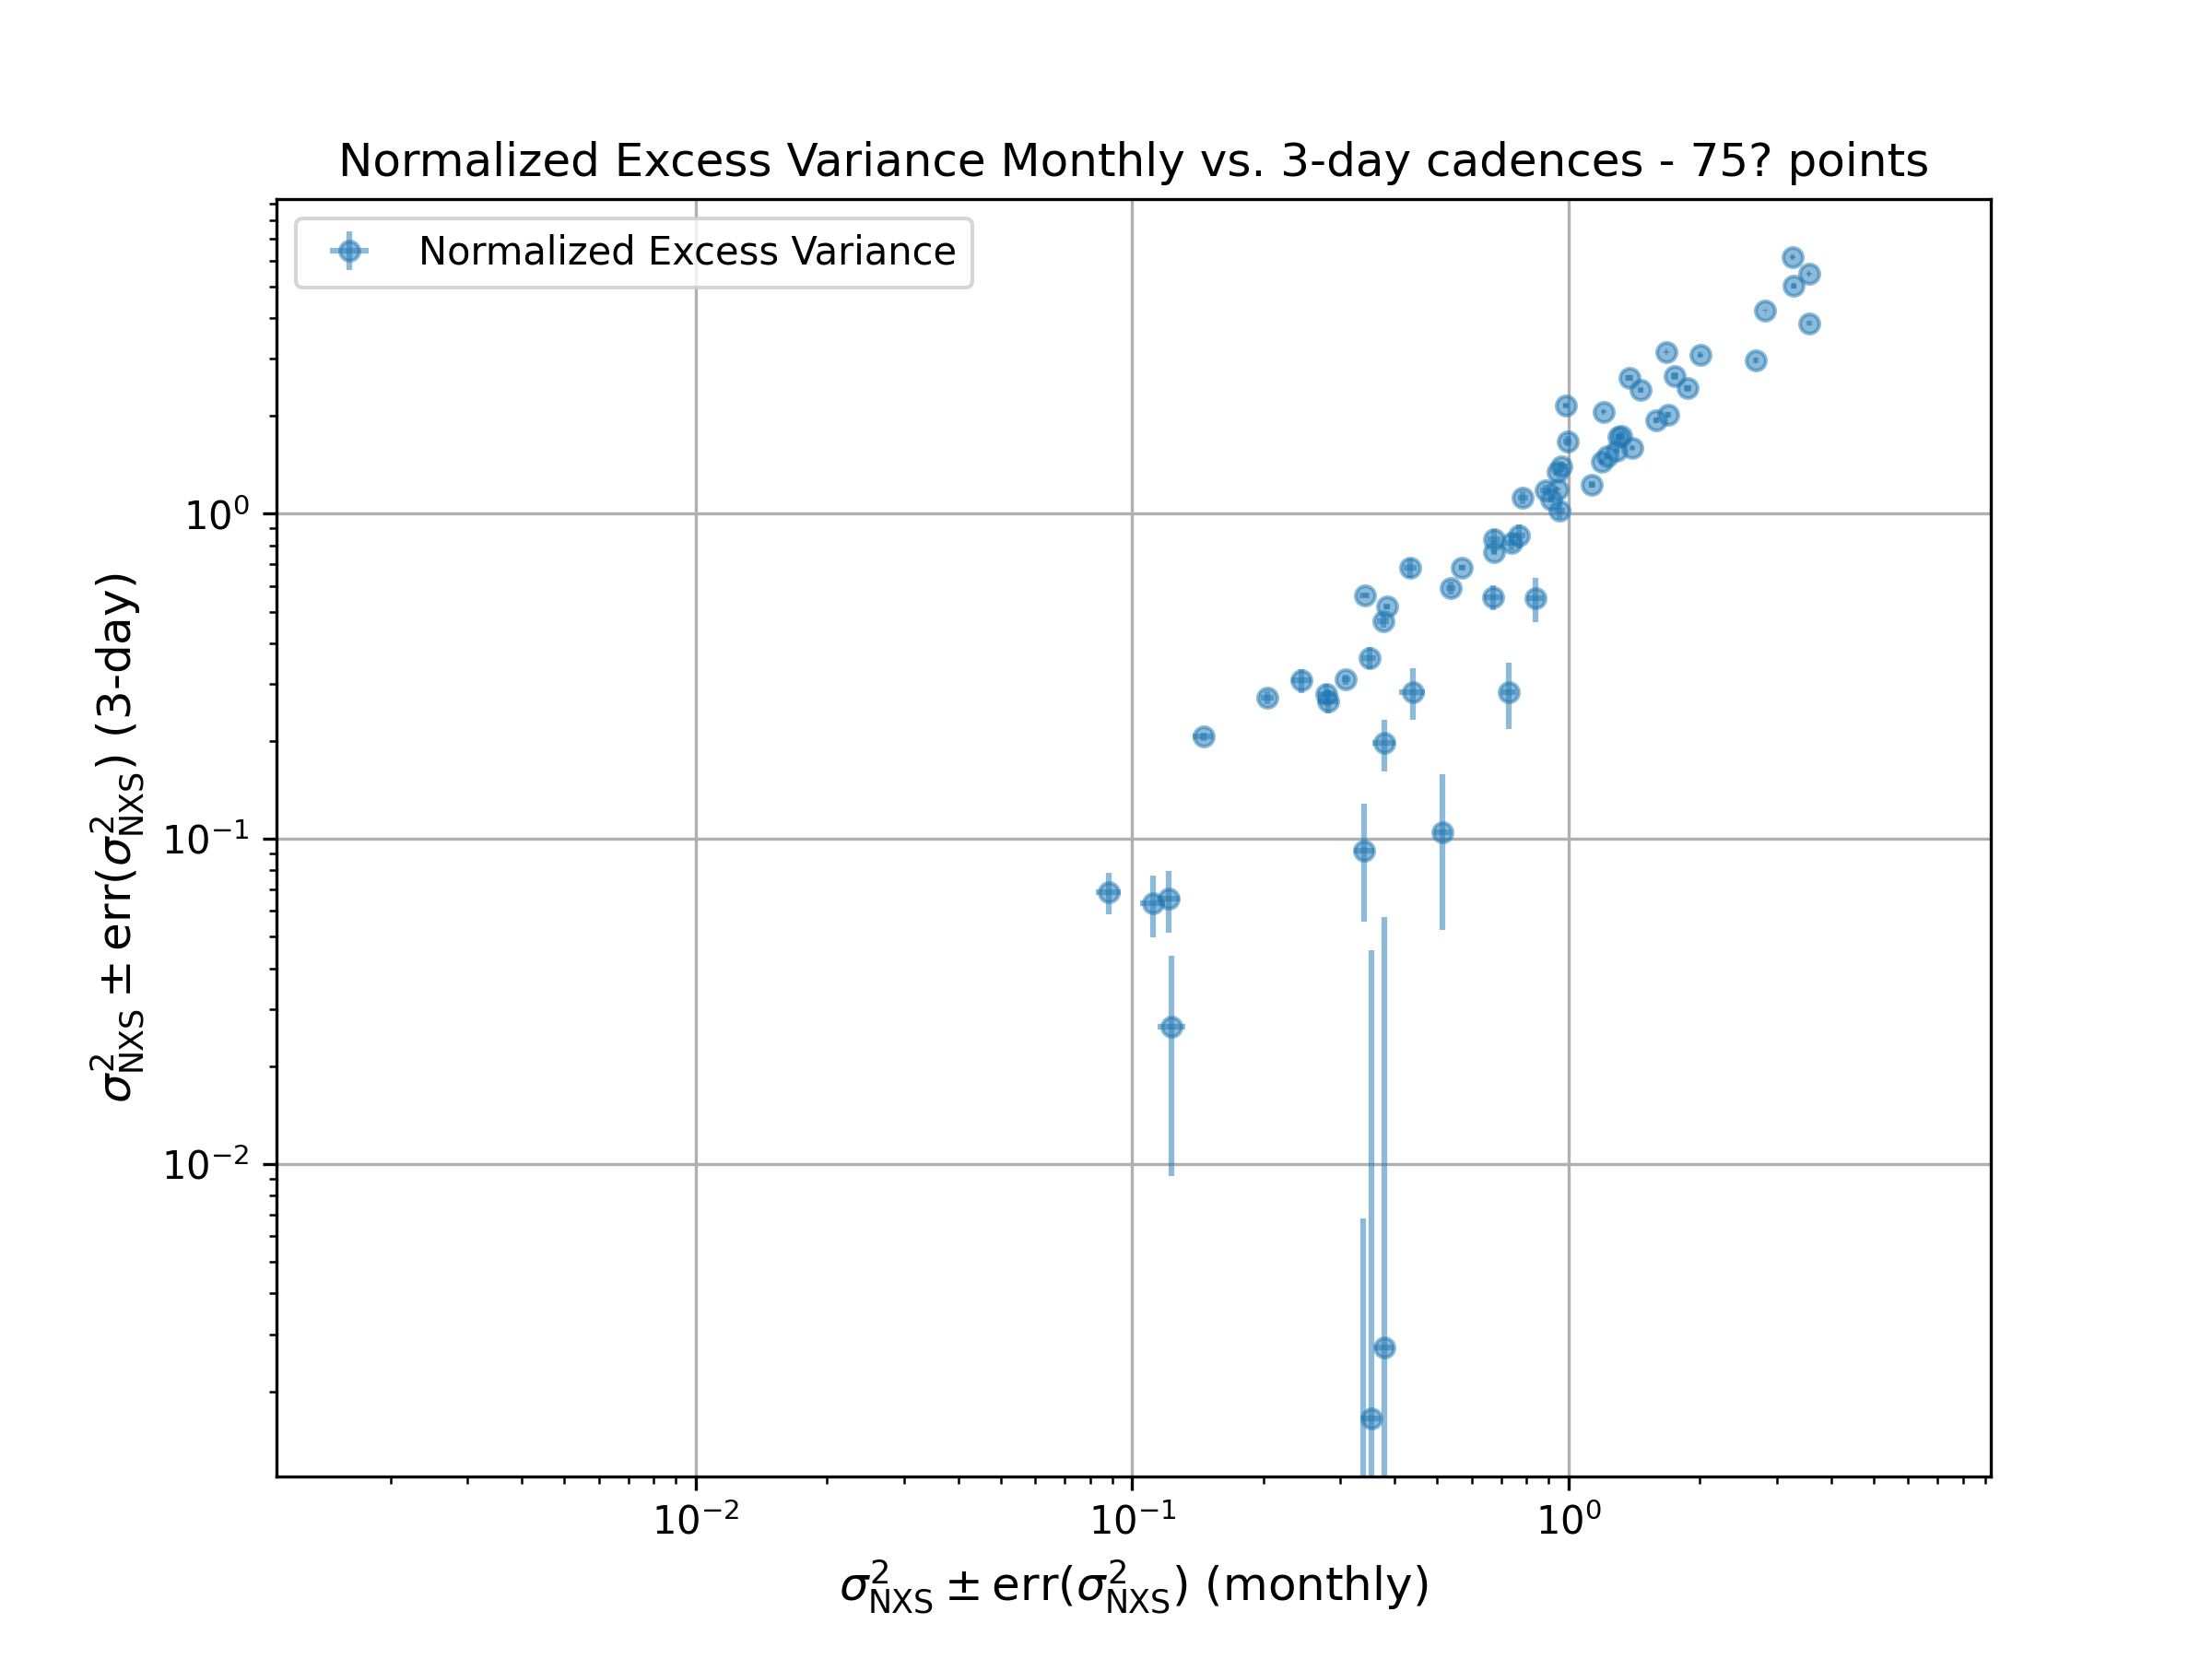 Normalized Excess Variance Monthly vs. 3-day cadences - 75? points
Normalized Excess Variance
10⁰
10⁻¹
10⁻²
σ²NXS ± err(σ²NXS) (3-day)
10⁻² 10⁻¹ 10⁰
σ²NXS ± err(σ²NXS) (monthly)